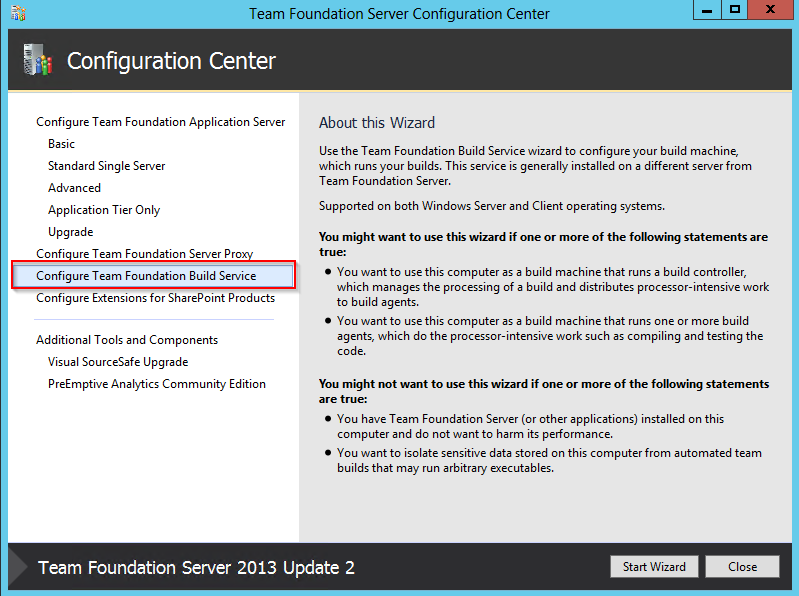 Team Foundation Server Configuration Center
Configuration Center
Configure Team Foundation Application Server
Basic
Standard Single Server
Advanced
Application Tier Only
Upgrade
Configure Team Foundation Server Proxy
Configure Team Foundation Build Service
Configure Extensions for SharePoint Products
Additional Tools and Components
Visual SourceSafe Upgrade
PreEmptive Analytics Community Edition
About this Wizard
Use the Team Foundation Build Service wizard to configure your build machine,
which runs your builds. This service is generally installed on a different server from
Team Foundation Server.
Supported on both Windows Server and Client operating systems.
You might want to use this wizard if one or more of the following statements are
true:
• You want to use this computer as a build machine that runs a build controller,
which manages the processing of a build and distributes processor-intensive work
to build agents.
• You want to use this computer as a build machine that runs one or more build
agents, which do the processor-intensive work such as compiling and testing the
code.
You might not want to use this wizard if one or more of the following statements
are true:
• You have Team Foundation Server (or other applications) installed on this
computer and do not want to harm its performance.
• You want to isolate sensitive data stored on this computer from automated team
builds that may run arbitrary executables.
Team Foundation Server 2013 Update 2
Start Wizard
Close